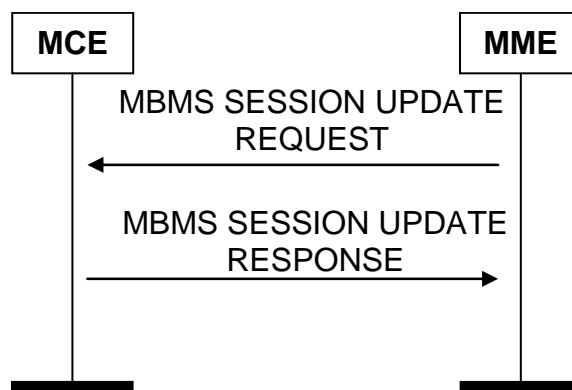 MCE
MME
MBMS SESSION UPDATE
REQUEST
MBMS SESSION UPDATE
RESPONSE